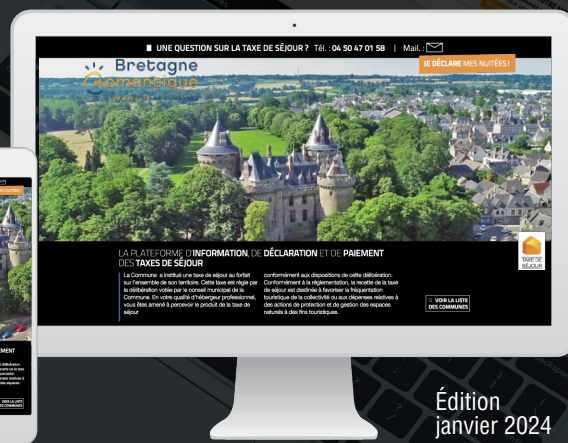 UNE QUESTION SUR LA TAXE DE SÉJOUR ? Tél. : 04 50 47 01 58 | Mail. :
JE DÉCLARE MES NUITÉES !
Bretagne
Romantique
LA PLATEFORME D'INFORMATION, DE DÉCLARATION ET DE PAIEMENT
DES TAXES DE SÉJOUR
La Commune a institué une taxe de séjour au forfait
sur l'ensemble de son territoire. Cette taxe est régie par
la délibération votée par le conseil municipal de la
Commune. En votre qualité d'hébergeur professionnel,
vous êtes amené à percevoir le produit de la taxe de
séjour
conformément aux dispositions de cette délibération.
Conformément à la réglementation, la recette de la taxe
de séjour est destinée à favoriser la fréquentation
touristique de la collectivité ou aux dépenses relatives à
des actions de protection et de gestion des espaces
naturels à des fins touristiques.
VOIR LA LISTE
DES COMMUNES
TAXE DE
SÉJOUR
VOIR LA LISTE
DES COMMUNES
Édition
janvier 2024